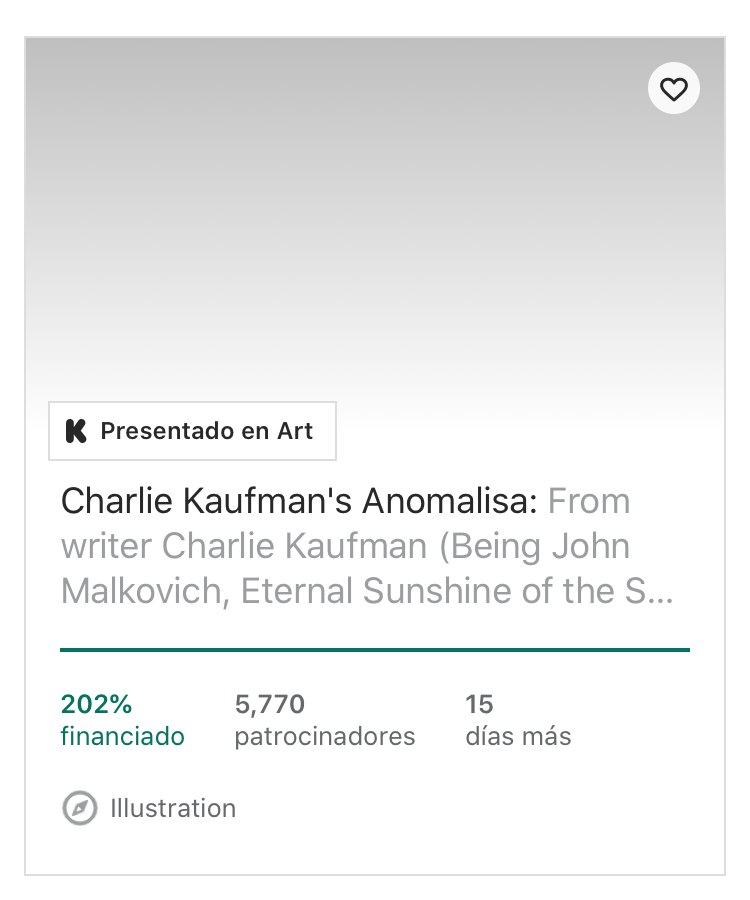 Presentado en Art
Charlie Kaufman's Anomalisa: From
writer Charlie Kaufman (Being John
Malkovich, Eternal Sunshine of the S...
202%
financiado
5,770
patrocinadores
15
días más
Illustration